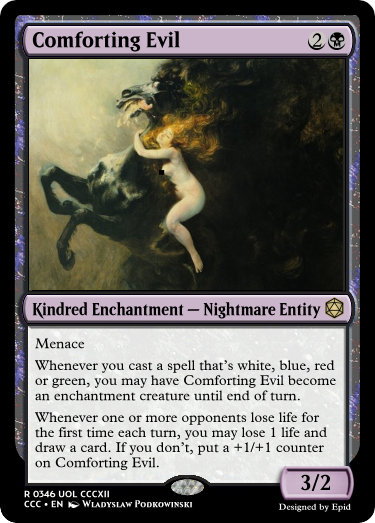 Comforting Evil 2
Kindred Enchantment — Nightmare Entity
Menace
Whenever you cast a spell that's white, blue, red
or green, you may have Comforting Evil become
an enchantment creature until end of turn.
Whenever one or more opponents lose life for
the first time each turn, you may lose 1 life and
draw a card. If you don't, put a +1/+1 counter
on Comforting Evil.
3/2
R 0346 UOL CCCXII
CCC • EN Wladyslaw Podkowinski
Designed by Epid